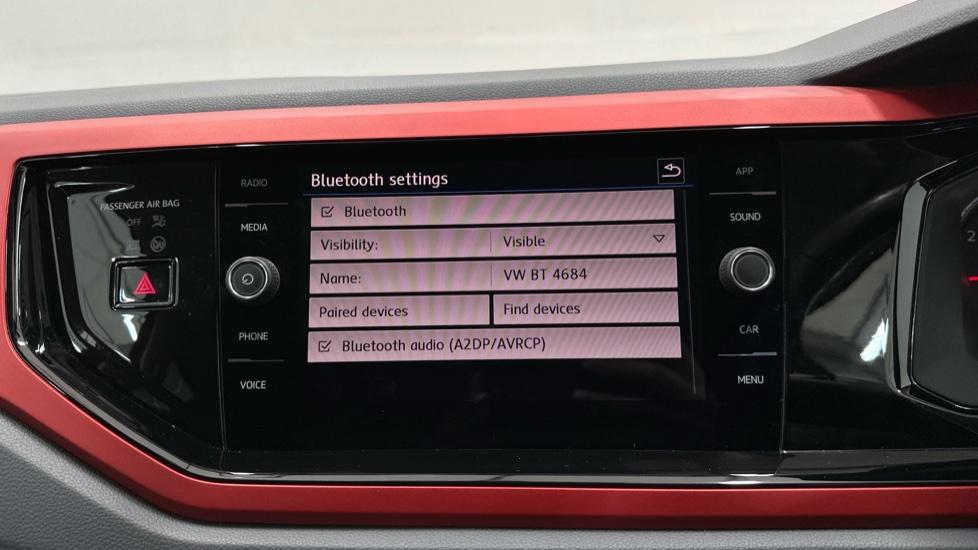 PASSENGER AIR BAG
OFF
RADIO
MEDIA
PHONE
VOICE
Bluetooth settings
Bluetooth
Visibility: Visible
Name: VW BT 4684
Paired devices Find devices
Bluetooth audio (A2DP/AVRCP)
APP
SOUND
CAR
MENU
2